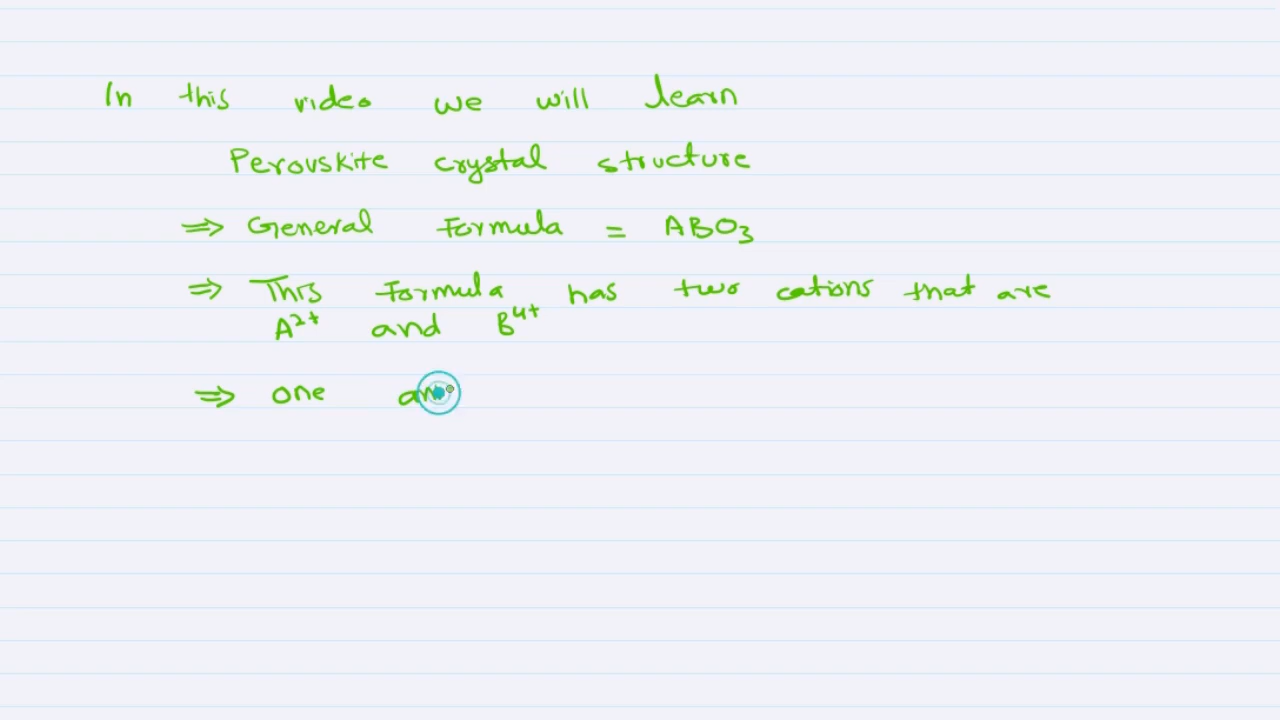 In this video we will learn
Perovskite crystal structure
⇒ General Formula = ABO₃
⇒ This Formula has two cations that are
A²⁺ and B⁴⁺
⇒ one